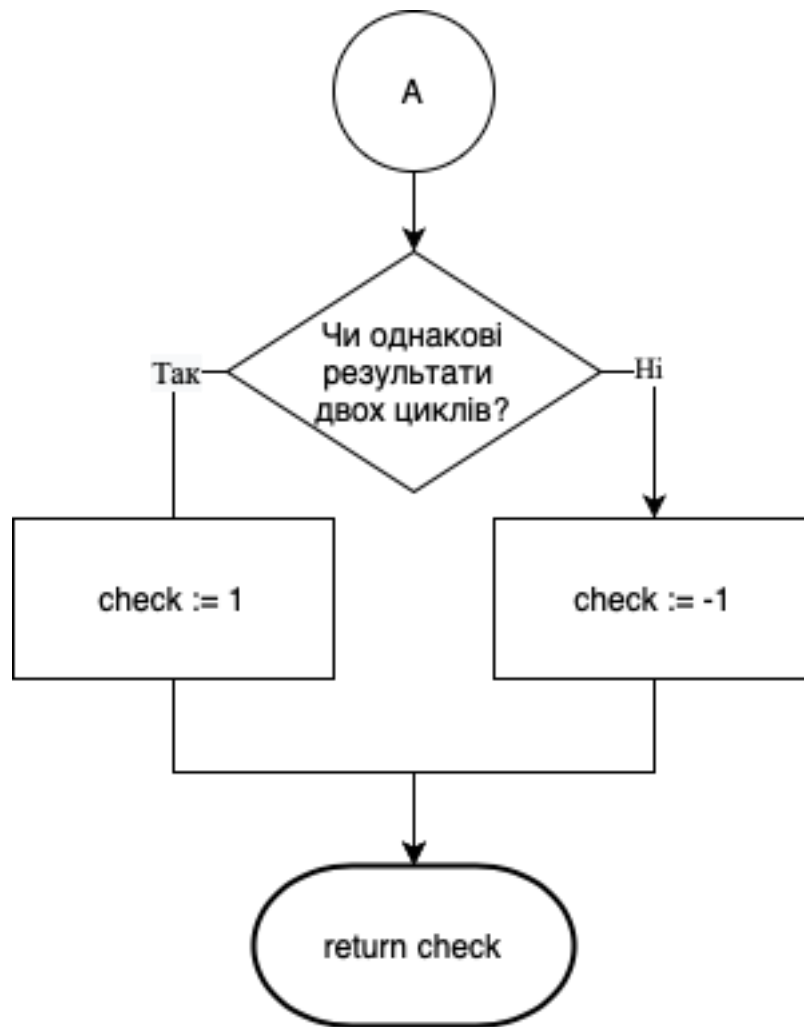 A
Чи однакові
результати
двох циклів?
Так
Ні
check := 1
check := -1
return check